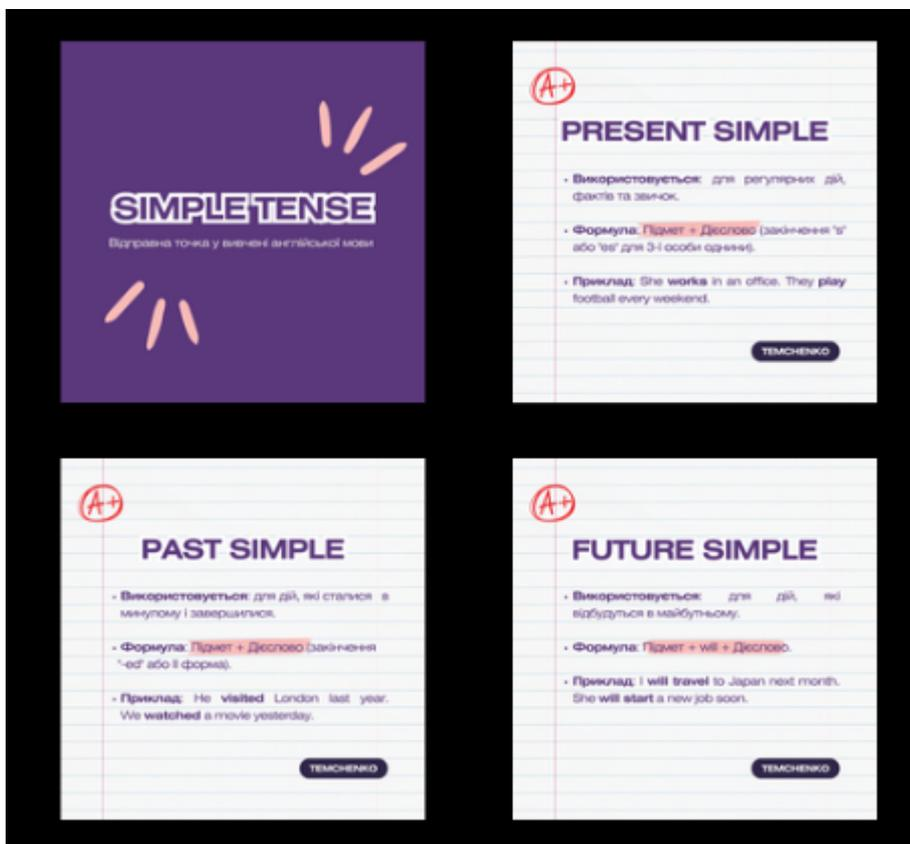 SIMPLE TENSE
Відправна точка у вивчені англійської мови
A+
PRESENT SIMPLE
• Використовується: для регулярних дій,
фактів та звичок.
• Формула: Підмет + Дієслово (закінчення "s"
або "es" для 3-ї особи однини).
• Приклад: She works in an office. They play
football every weekend.
TEMCHENKO
A+
PAST SIMPLE
• Використовується: для дій, які сталися в
минулому і завершилися.
• Формула: Підмет + Дієслово (закінчення
"-ed" або II форма).
• Приклад: He visited London last year.
We watched a movie yesterday.
TEMCHENKO
A+
FUTURE SIMPLE
• Використовується: для дій, які
відбудуться в майбутньому.
• Формула: Підмет + will + Дієслово.
• Приклад: I will travel to Japan next month.
She will start a new job soon.
TEMCHENKO